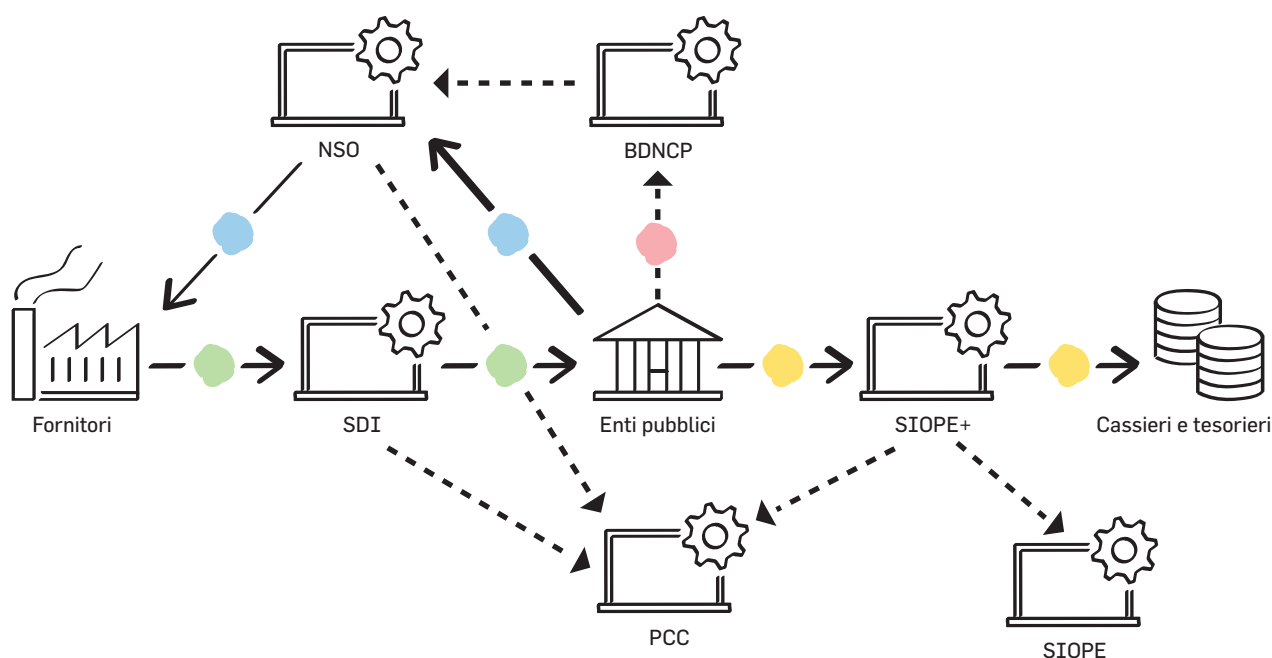 NSO
BDNCP
Fornitori
SDI
Enti pubblici
SIOPE+
Cassieri e tesorieri
PCC
SIOPE